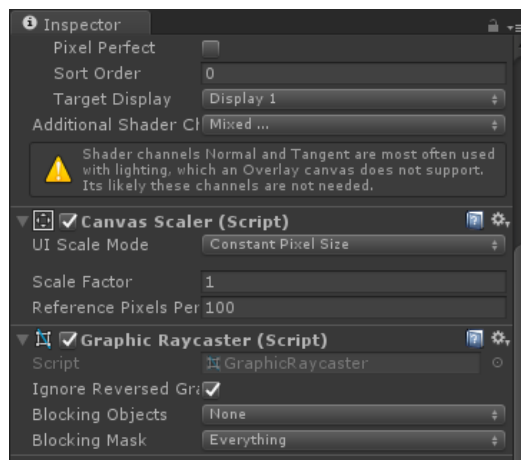 Inspector
Pixel Perfect
Sort Order 0
Target Display Display 1
Additional Shader Ch Mixed ...
Shader channels Normal and Tangent are most often used
with lighting, which an Overlay canvas does not support.
Its likely these channels are not needed.
Canvas Scaler (Script)
UI Scale Mode Constant Pixel Size
Scale Factor 1
Reference Pixels Per 100
Graphic Raycaster (Script)
Script GraphicRaycaster
Ignore Reversed Gra
Blocking Objects None
Blocking Mask Everything